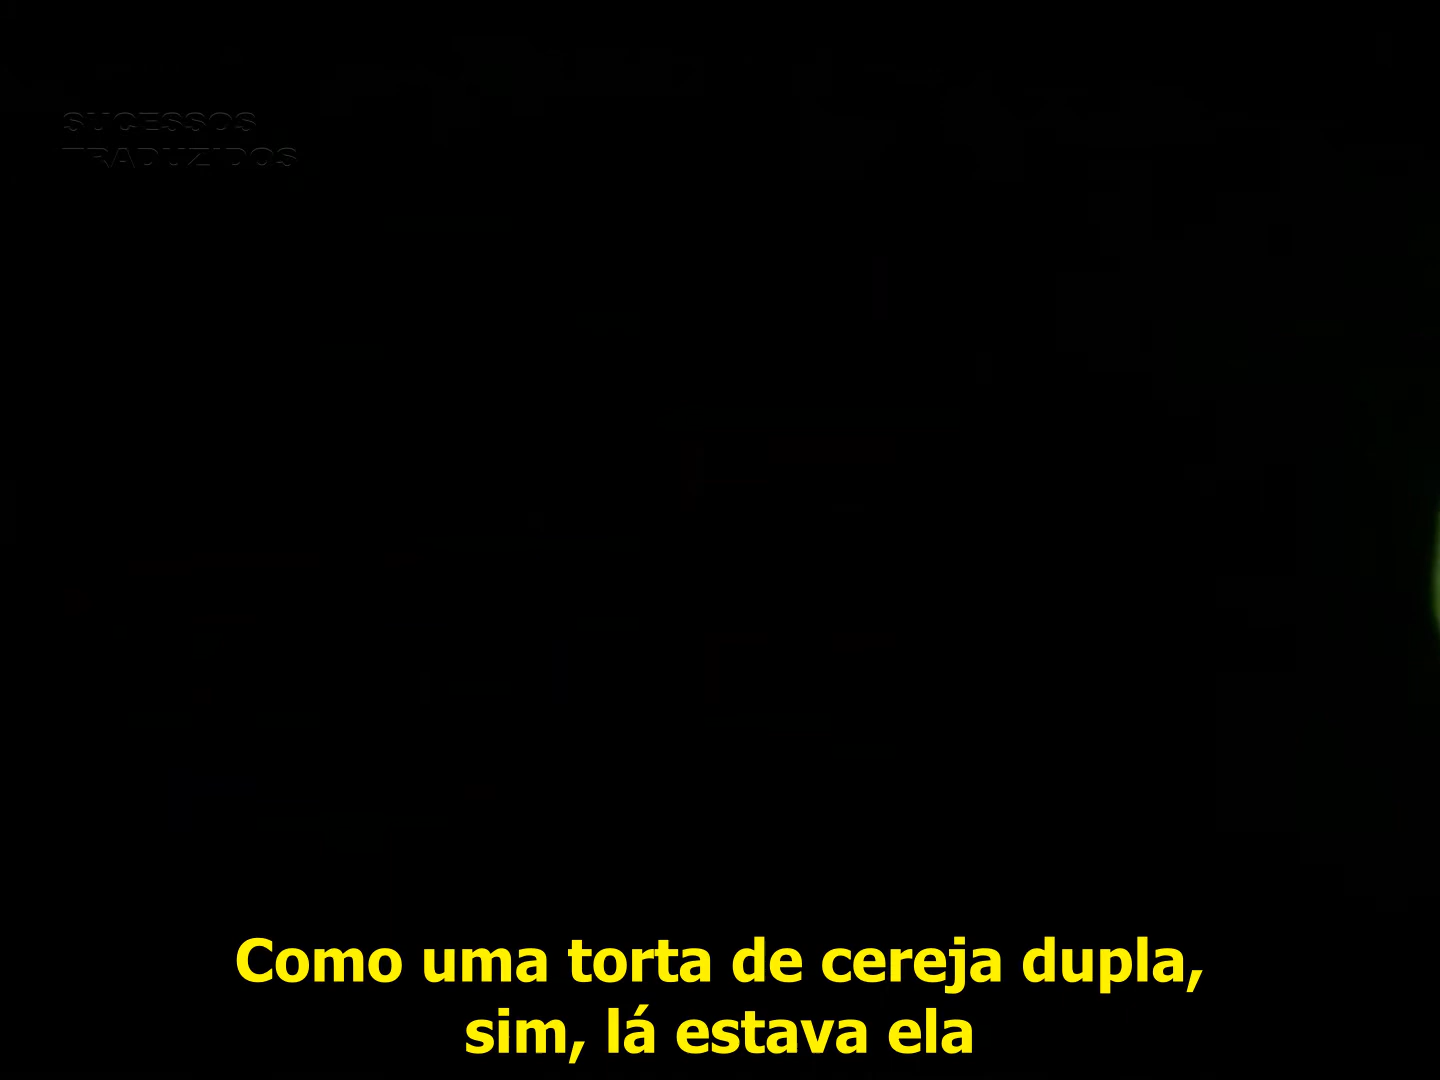 SUCESSOS
TRADUZIDOS
Como uma torta de cereja dupla,
sim, lá estava ela